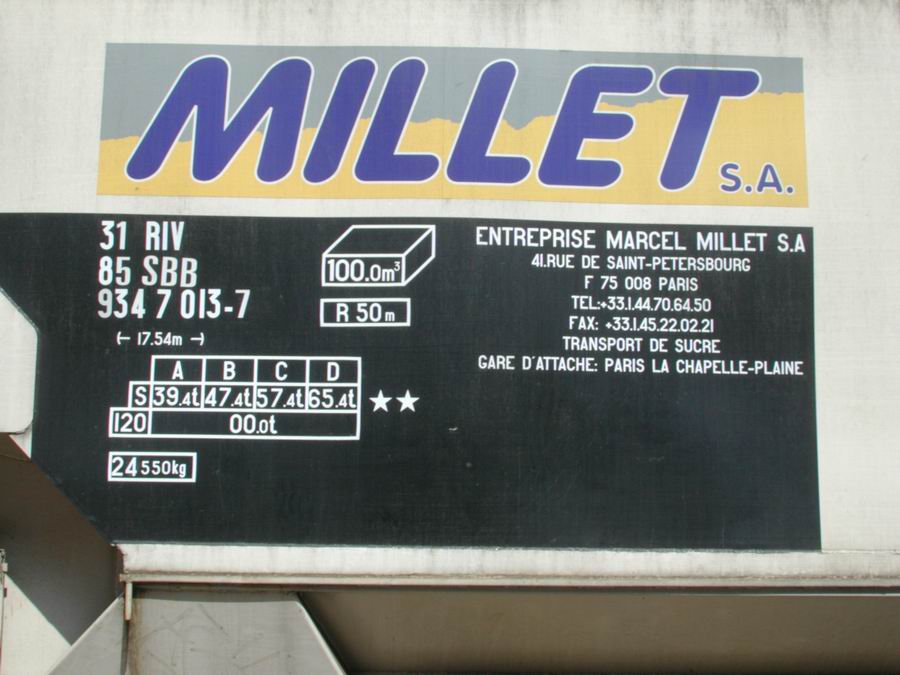 MILLET S.A.
31 RIV
85 SBB
934 7 013-7
17.54m
100.0m³
R 50m
A B C D
S 39.4t 47.4t 57.4t 65.4t ★★
120 00.0t
24 550kg
ENTREPRISE MARCEL MILLET S.A
41.RUE DE SAINT-PETERSBOURG
F 75 008 PARIS
TEL:+33.1.44.70.64.50
FAX: +33.1.45.22.02.21
TRANSPORT DE SUCRE
GARE D'ATTACHE: PARIS LA CHAPELLE-PLAINE